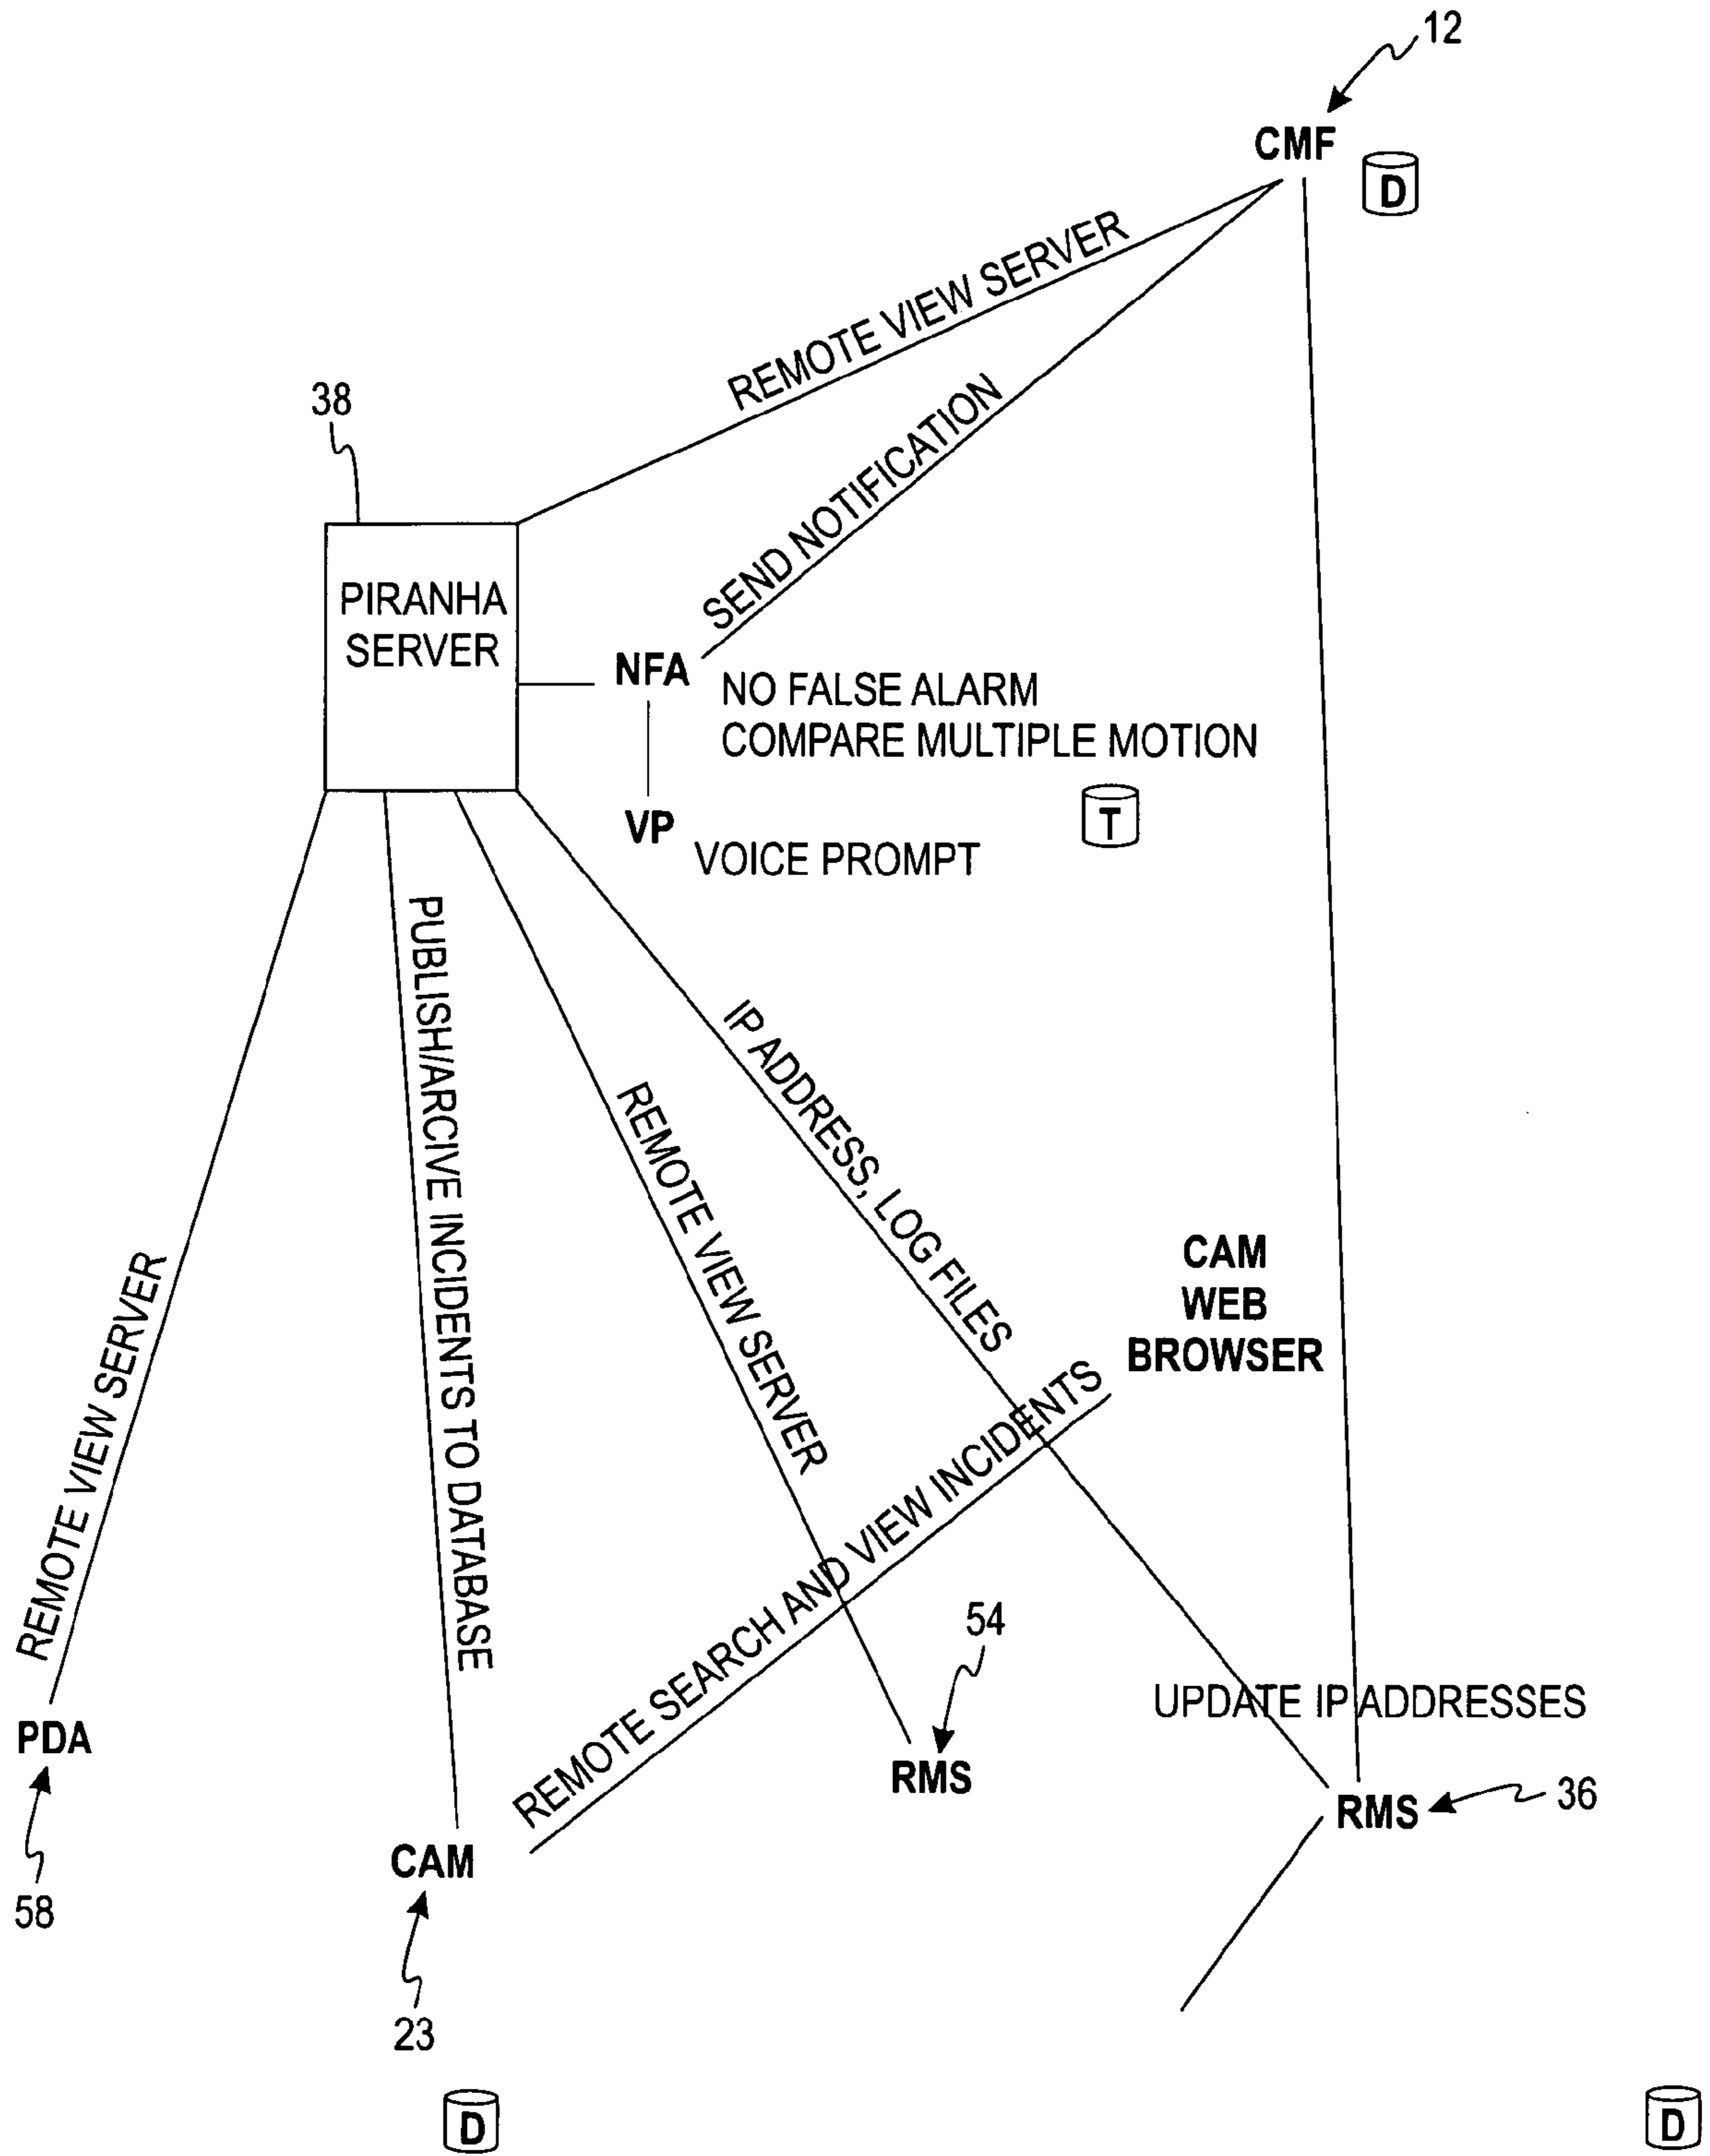 12
CMF
D
REMOTE VIEW SERVER
SEND NOTIFICATION
38
PIRANHA
SERVER
NFA
NO FALSE ALARM
COMPARE MULTIPLE MOTION
T
VP
VOICE PROMPT
PUBLISH/ARCIVE INCIDENTS TO DATABASE
IP ADDRESS, LOG FILES
REMOTE VIEW SERVER
REMOTE VIEW SERVER
CAM
WEB
BROWSER
REMOTE SEARCH AND VIEW INCIDENTS
54
UPDATE IP ADDRESSES
PDA
RMS
RMS
36
CAM
58
23
D
D